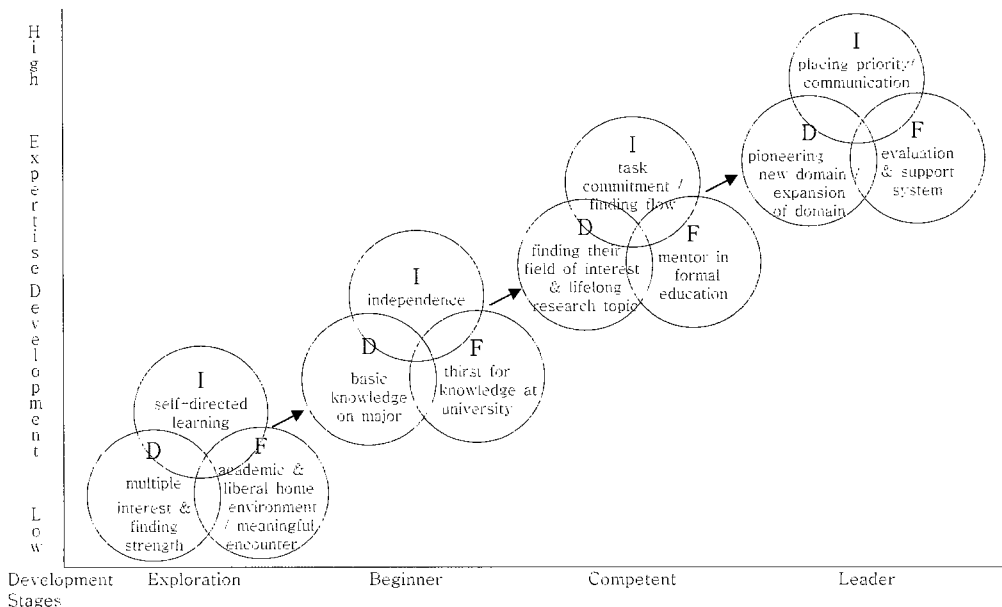 High
Expertise Development
Low
I
placing priority/
communication
D
pioneering
new domain /
expansion
of domain
F
evaluation
& support
system
I
task
commitment /
finding flow
D
finding their
field of interest
& lifelong
research topic
F
mentor in
formal
education
I
independence
D
basic
knowledge
on major
F
thirst for
knowledge at
university
I
self-directed
learning
D
multiple
interest &
finding
strength
F
academic &
liberal home
environment
/ meaningful
encounter
Development
Stages
Exploration
Beginner
Competent
Leader